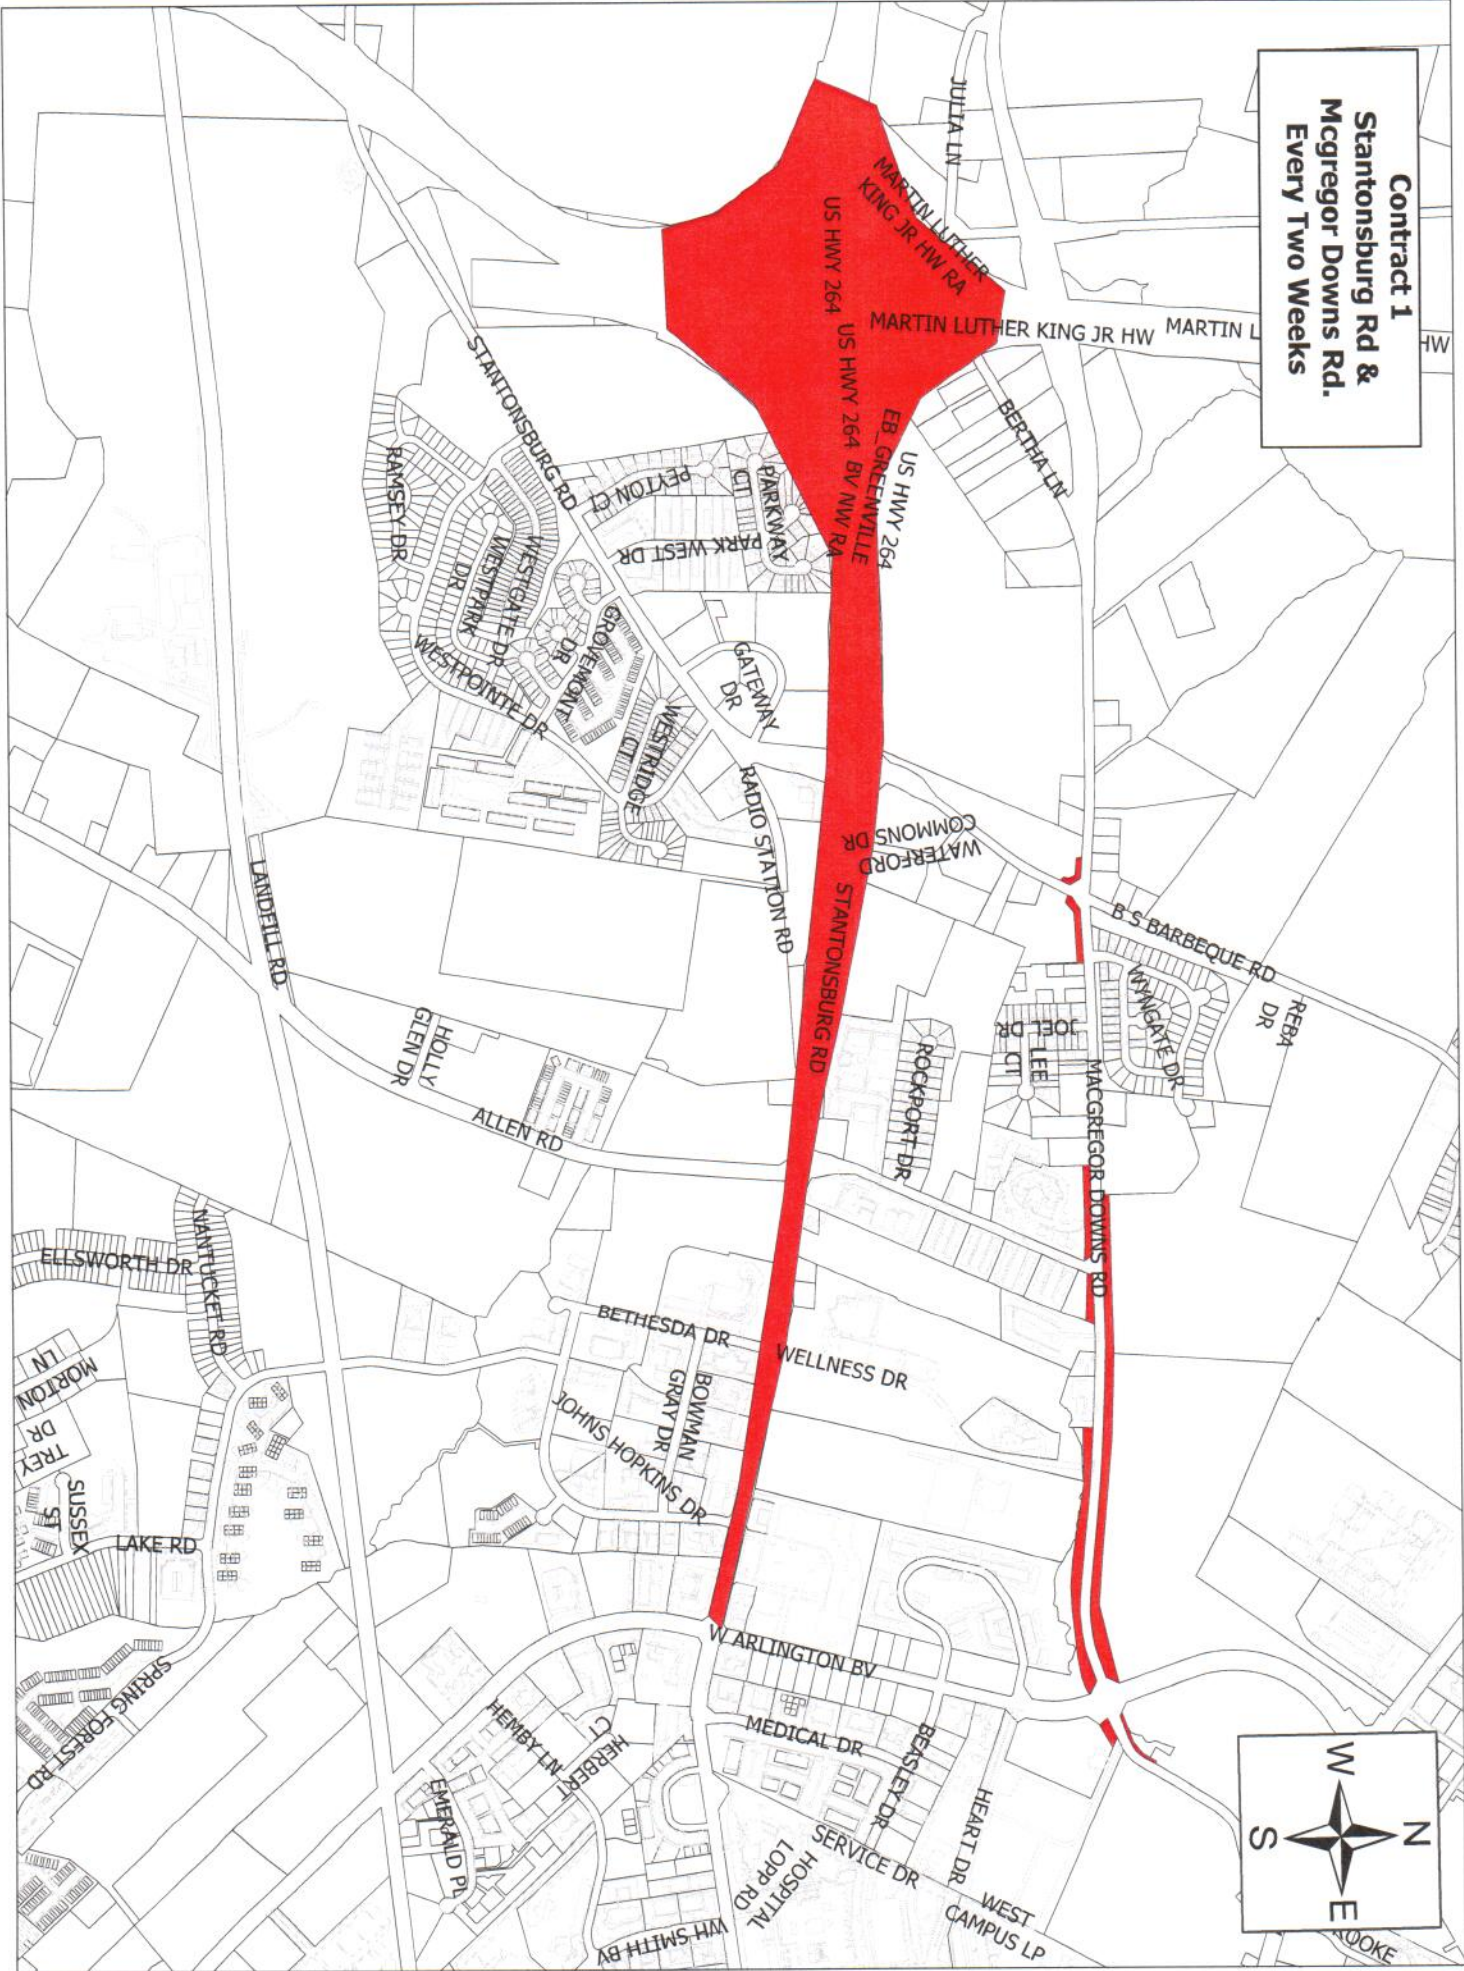 Contract 1
Stantonsburg Rd &
Mcgregor Downs Rd.
Every Two Weeks
N
W
E
S
JULIA LN
MARTIN LUTHER
KING JR HW RA
US HWY 264
US HWY 264
BV NW RA
MARTIN LUTHER KING JR HW
MARTIN L
HW
EB_GREENVILLE
US HWY 264
BERTHA LN
STANTONSBURG RD
RAMSEY DR
PEYTON CT
PARKWAY
CT
PARK WEST DR
WESTGATE DR
WESTPARK
DR
WESTPOINTE DR
GROVEMONT
DR
WESTRIDGE
CT
GATEWAY
DR
RADIO STATION RD
WATERFORD
COMMONS DR
STANTONSBURG RD
B S BARBEQUE RD
REBA
DR
WYNGATE DR
JOEL DR
LEE
CT
MACGREGOR DOWNS RD
ROCKPORT DR
LANDFILL RD
HOLLY
GLEN DR
ALLEN RD
NANTUCKET RD
ELLSWORTH DR
MORTON
LN
TREY
DR
SUSSEX
ST
LAKE RD
SPRING FOREST RD
BETHESDA DR
BOWMAN
GRAY DR
JOHNS HOPKINS DR
WELLNESS DR
W ARLINGTON BV
MEDICAL DR
BEASLEY DR
HEART DR
SERVICE DR
HOSPITAL
LOPP RD
WEST
CAMPUS LP
WH SMITH BV
HEMBY LN
HERBERT
CT
EMERALD PL
ROOKE